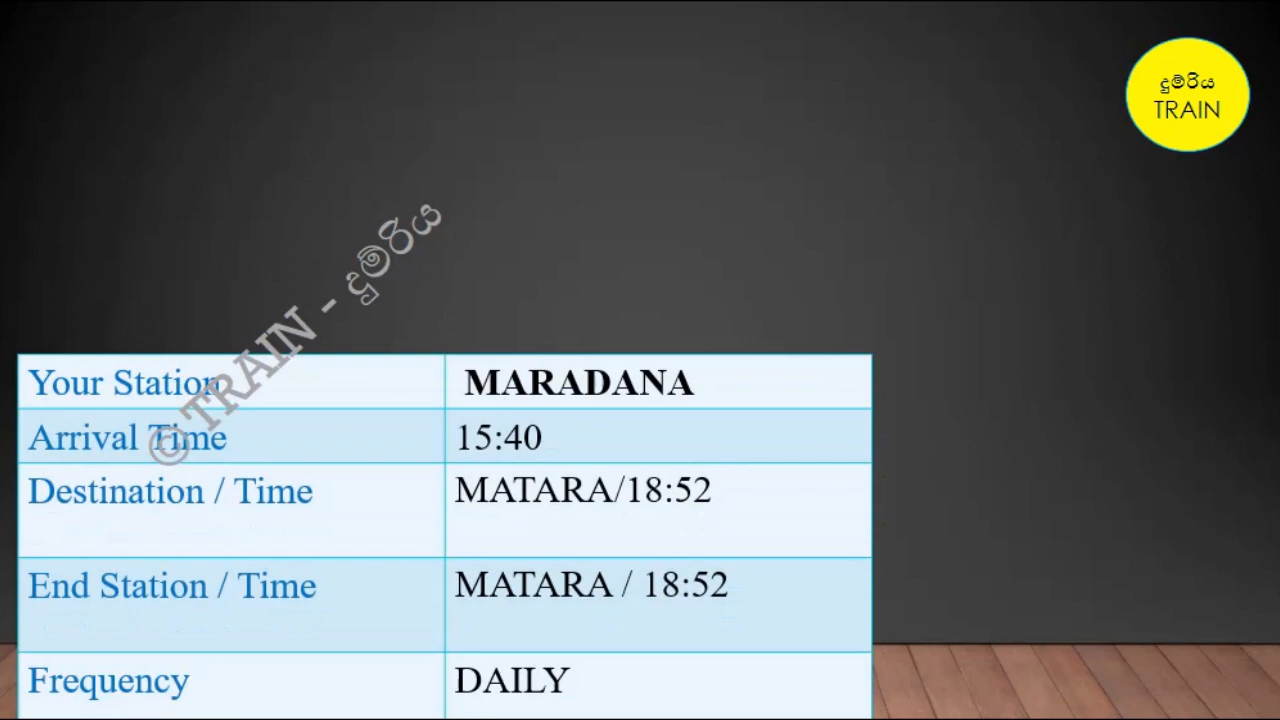 දුම්රිය
TRAIN
© TRAIN - දුම්රිය
Your Station MARADANA
Arrival Time 15:40
Destination / Time MATARA/18:52
End Station / Time MATARA / 18:52
Frequency DAILY